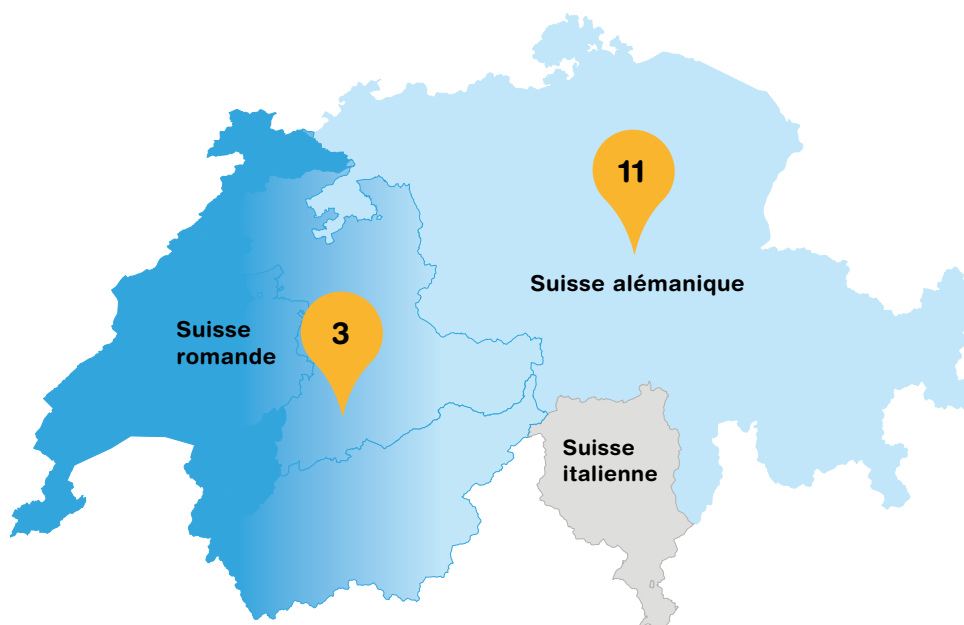 11
Suisse alémanique
Suisse
romande
3
Suisse
italienne